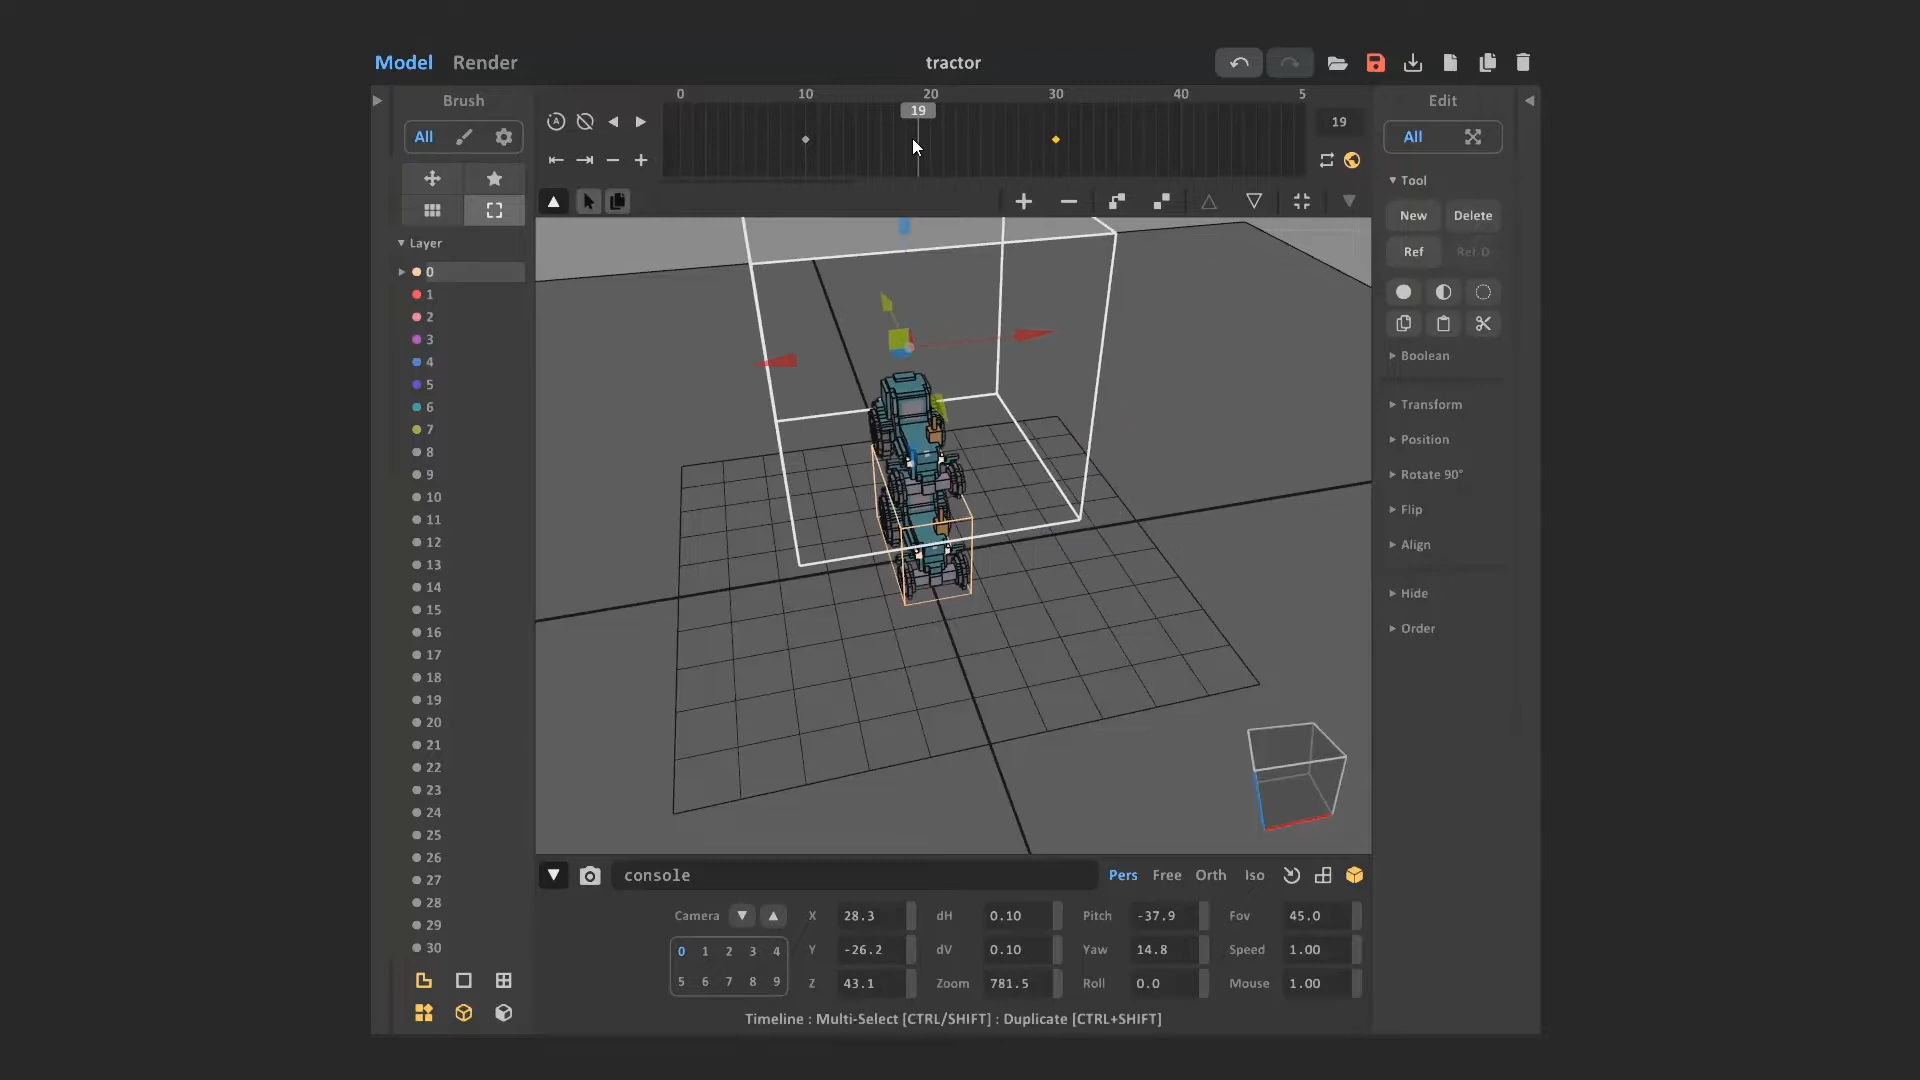 Model Render tractor
Brush 0 10 20 30 40 5 Edit
19
All 19 All
Tool
New Delete
Layer
Ref Ref D
0
1
2
3
4
5
6
7
8
9
10
11
12
13
14
15
16
17
18
19
20
21
22
23
24
25
26
27
28
29
30
Boolean
Transform
Position
Rotate 90°
Flip
Align
Hide
Order
console Pers Free Orth Iso
Camera X 28.3 dH 0.10 Pitch -37.9 Fov 45.0
0 1 2 3 4 Y -26.2 dV 0.10 Yaw 14.8 Speed 1.00
5 6 7 8 9 Z 43.1 Zoom 781.5 Roll 0.0 Mouse 1.00
Timeline : Multi-Select [CTRL/SHIFT] : Duplicate [CTRL+SHIFT]